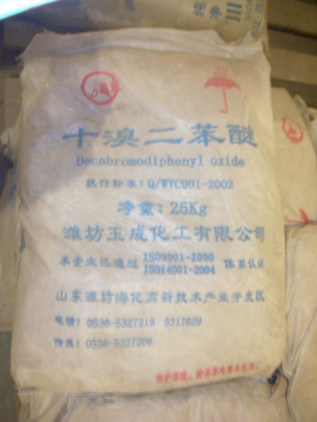 十溴二苯醚
Decabromodiphenyl oxide
执行标准: Q/WYC001-2002
净重: 25Kg
潍坊玉成化工有限公司
本企业已通过 ISO9001-2000 ISO14001-2004 体系认证
山东潍坊海化高新技术产业开发区
电话: 0536-5327219 5317629
传真: 0536-5327209